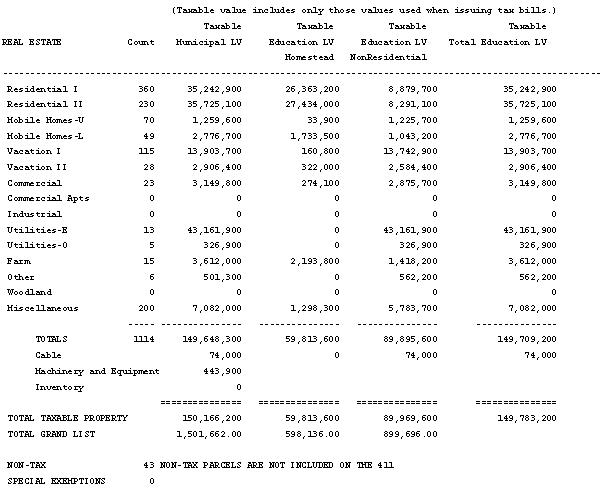 (Taxable value includes only those values used when issuing tax bills.)
Taxable Taxable Taxable Taxable
REAL ESTATE Count Municipal LV Education LV Education LV Total Education LV
Homestead NonResidential
Residential I 360 35,242,900 26,363,200 8,879,700 35,242,900
Residential II 230 35,725,100 27,434,000 8,291,100 35,725,100
Mobile Homes-U 70 1,259,600 33,900 1,225,700 1,259,600
Mobile Homes-L 49 2,776,700 1,733,500 1,043,200 2,776,700
Vacation I 115 13,903,700 160,800 13,742,900 13,903,700
Vacation II 28 2,906,400 322,000 2,584,400 2,906,400
Commercial 23 3,149,800 274,100 2,875,700 3,149,800
Commercial Apts 0 0 0 0 0
Industrial 0 0 0 0 0
Utilities-E 13 43,161,900 0 43,161,900 43,161,900
Utilities-O 5 326,900 0 326,900 326,900
Farm 15 3,612,000 2,193,800 1,418,200 3,612,000
Other 6 501,300 0 562,200 562,200
Woodland 0 0 0 0 0
Miscellaneous 200 7,082,000 1,298,300 5,783,700 7,082,000
TOTALS 1114 149,648,300 59,813,600 89,895,600 149,709,200
Cable 74,000 0 74,000 74,000
Machinery and Equipment 443,900
Inventory 0
TOTAL TAXABLE PROPERTY 150,166,200 59,813,600 89,969,600 149,783,200
TOTAL GRAND LIST 1,501,662.00 598,136.00 899,696.00
NON-TAX 43 NON-TAX PARCELS ARE NOT INCLUDED ON THE 411
SPECIAL EXEMPTIONS 0